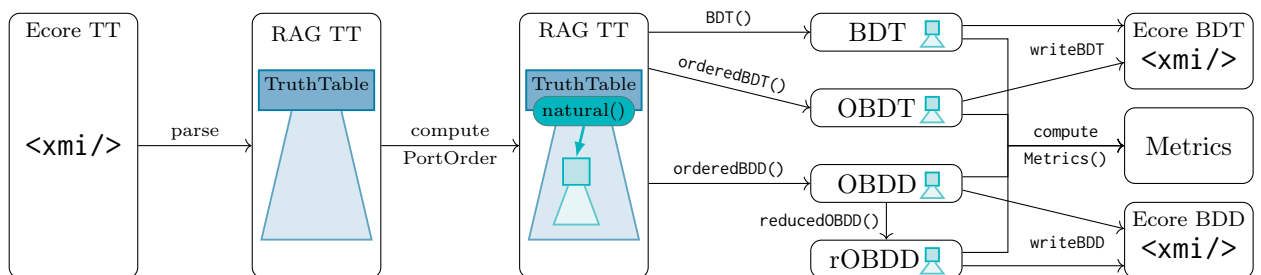 Ecore TT
<xmi/>
parse
RAG TT
TruthTable
compute
PortOrder
RAG TT
TruthTable
natural()
BDT()
orderedBDT()
orderedBDD()
reducedOBDD()
BDT
OBDT
OBDD
rOBDD
writeBDT
compute
Metrics()
writeBDD
Ecore BDT
<xmi/>
Metrics
Ecore BDD
<xmi/>